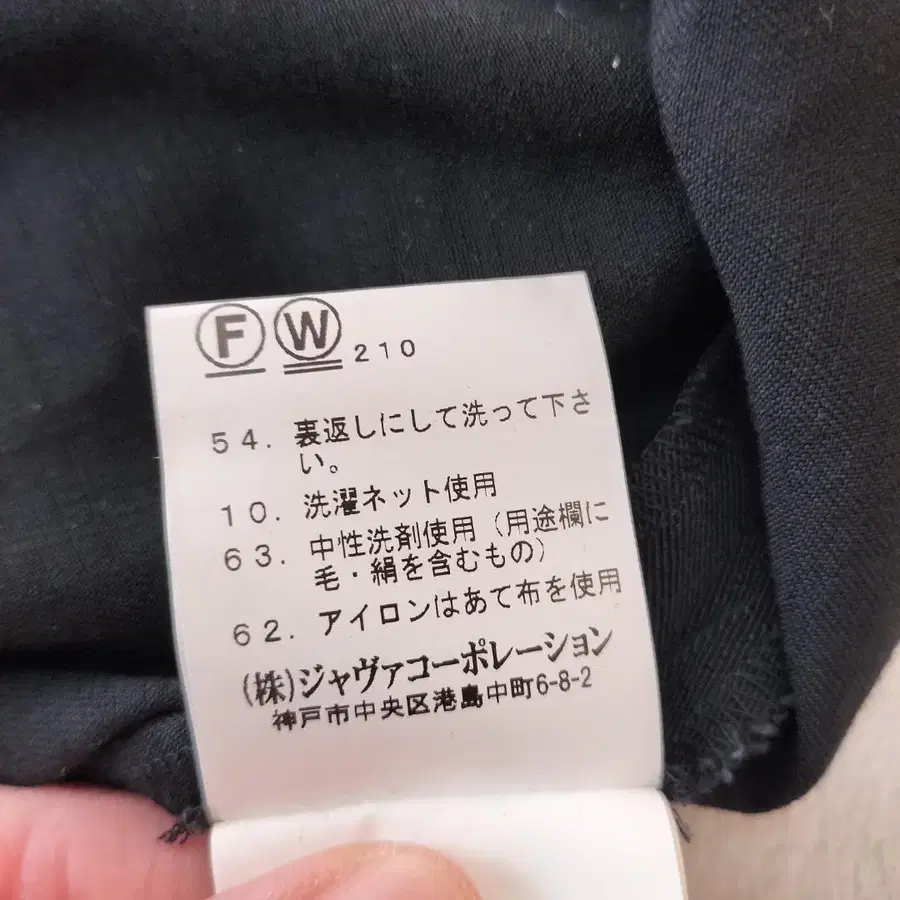 F W 210
54. 裏返しにして洗って下さ
い。
10. 洗濯ネット使用
63. 中性洗剤使用（用途欄に
毛・絹を含むもの）
62. アイロンはあて布を使用
(株)ジャヴァコーポレーション
神戸市中央区港島中町6-8-2